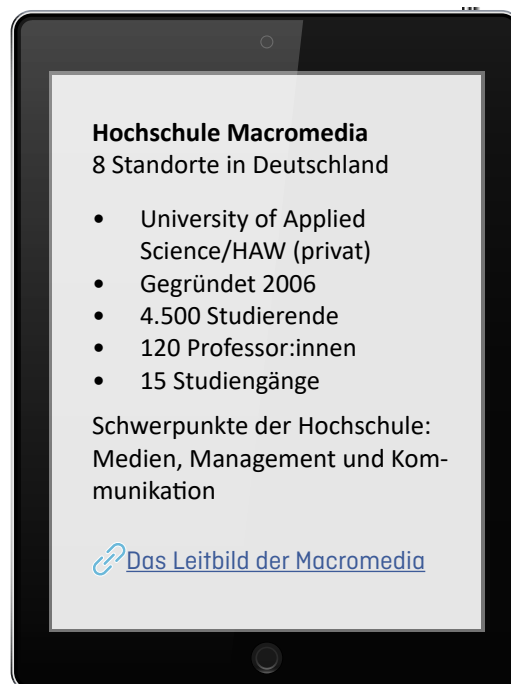 Hochschule Macromedia
8 Standorte in Deutschland
• University of Applied
Science/HAW (privat)
• Gegründet 2006
• 4.500 Studierende
• 120 Professor:innen
• 15 Studiengänge
Schwerpunkte der Hochschule:
Medien, Management und Kom-
munikation
Das Leitbild der Macromedia